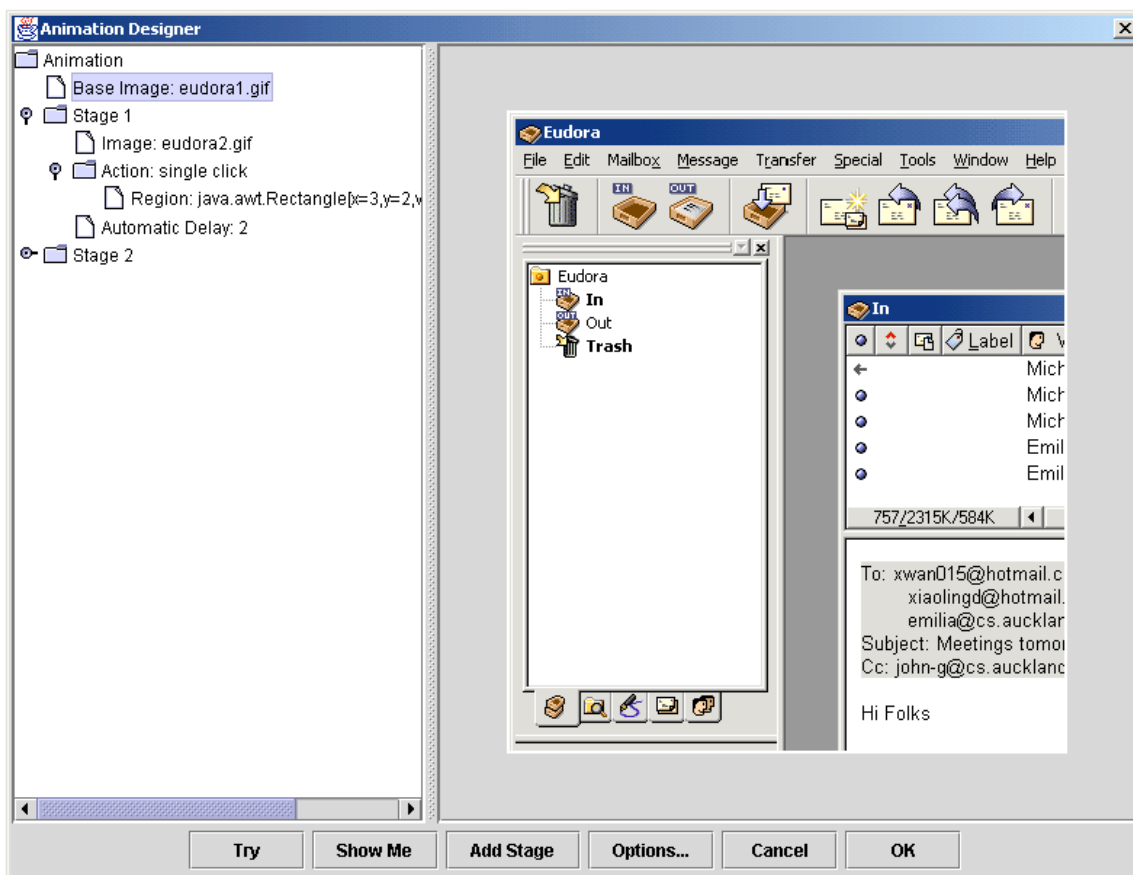 Animation Designer
Animation
Base Image: eudora1.gif
Stage 1
Image: eudora2.gif
Action: single click
Region: java.awt.Rectangle[x=3,y=2,v
Automatic Delay: 2
Stage 2
Eudora
File Edit Mailbox Message Transfer Special Tools Window Help
IN OUT
Eudora
In
Out
Trash
In
Label
Mich
Mich
Mich
Emil
Emil
757/2315K/584K
To: xwan015@hotmail.c
xiaolingd@hotmail.
emilia@cs.aucklan
Subject: Meetings tomor
Cc: john-g@cs.auckland
Hi Folks
Try Show Me Add Stage Options... Cancel OK